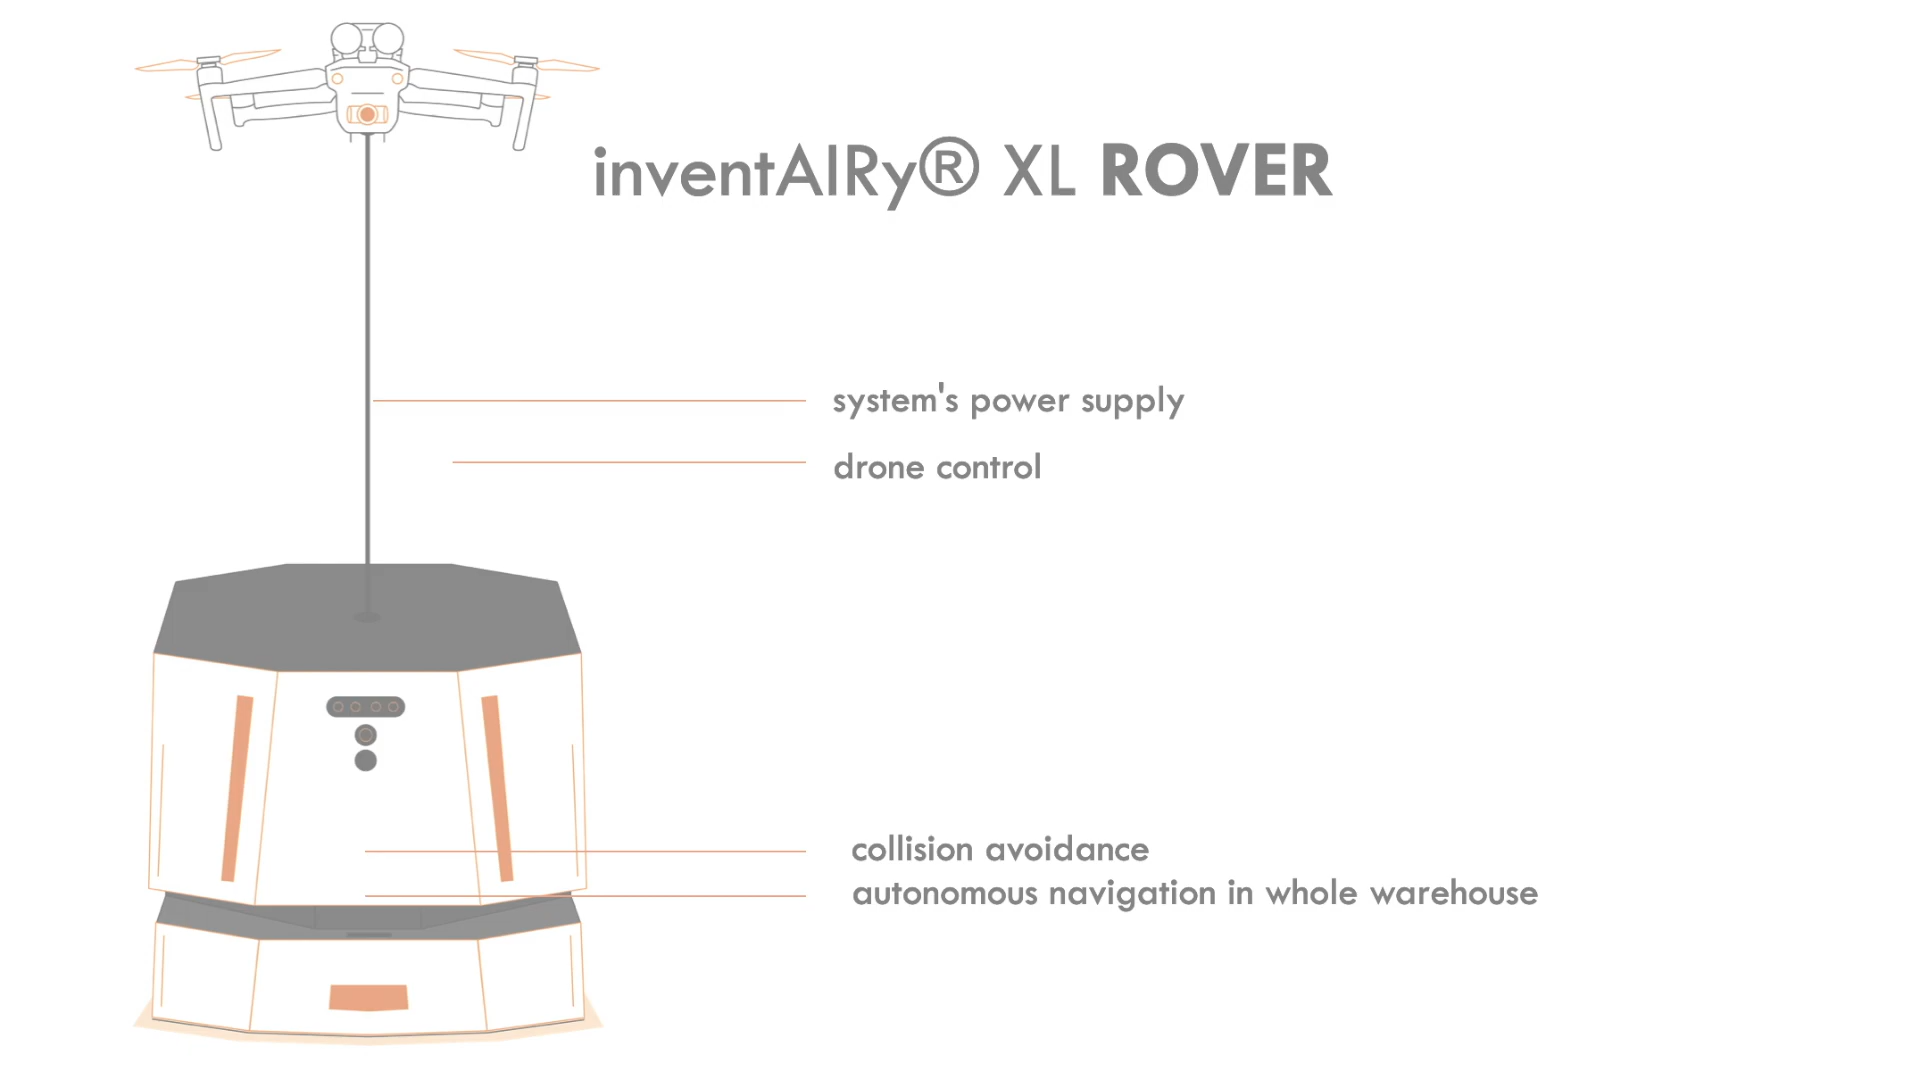 inventAIRy® XL ROVER
system's power supply
drone control
collision avoidance
autonomous navigation in whole warehouse